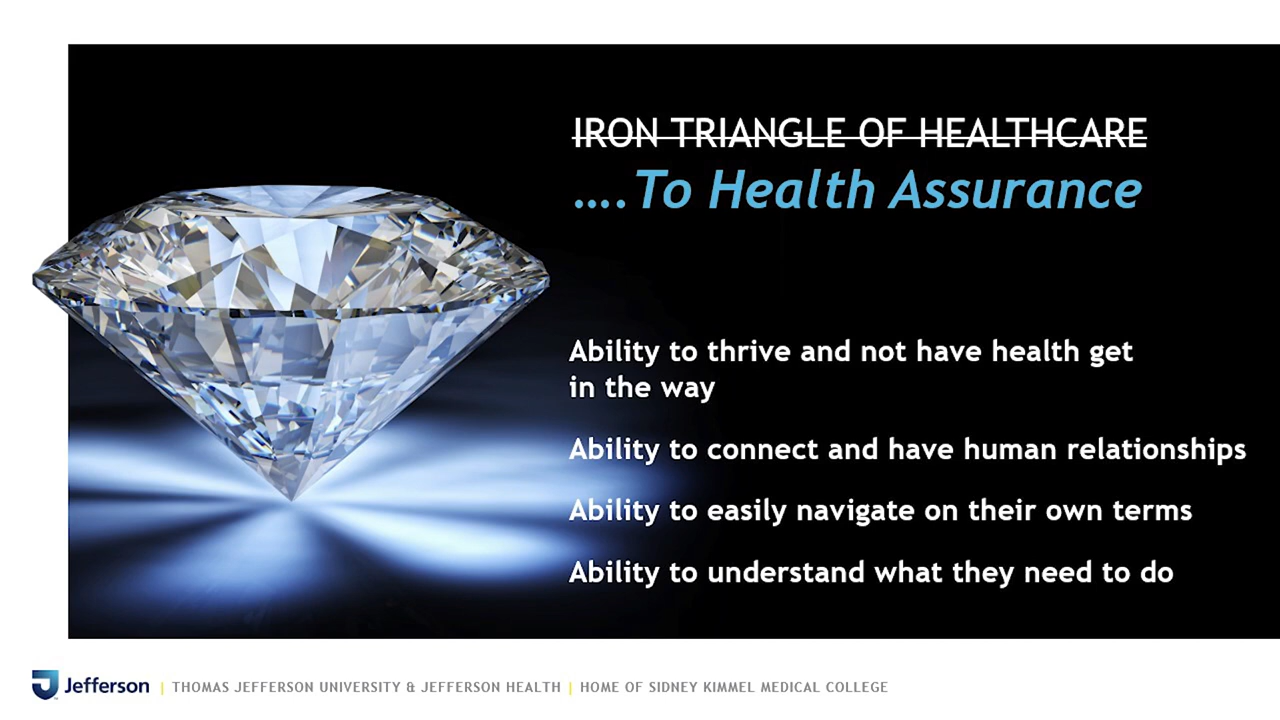 IRON TRIANGLE OF HEALTHCARE
....To Health Assurance
Ability to thrive and not have health get
in the way
Ability to connect and have human relationships
Ability to easily navigate on their own terms
Ability to understand what they need to do
Jefferson | THOMAS JEFFERSON UNIVERSITY & JEFFERSON HEALTH | HOME OF SIDNEY KIMMEL MEDICAL COLLEGE